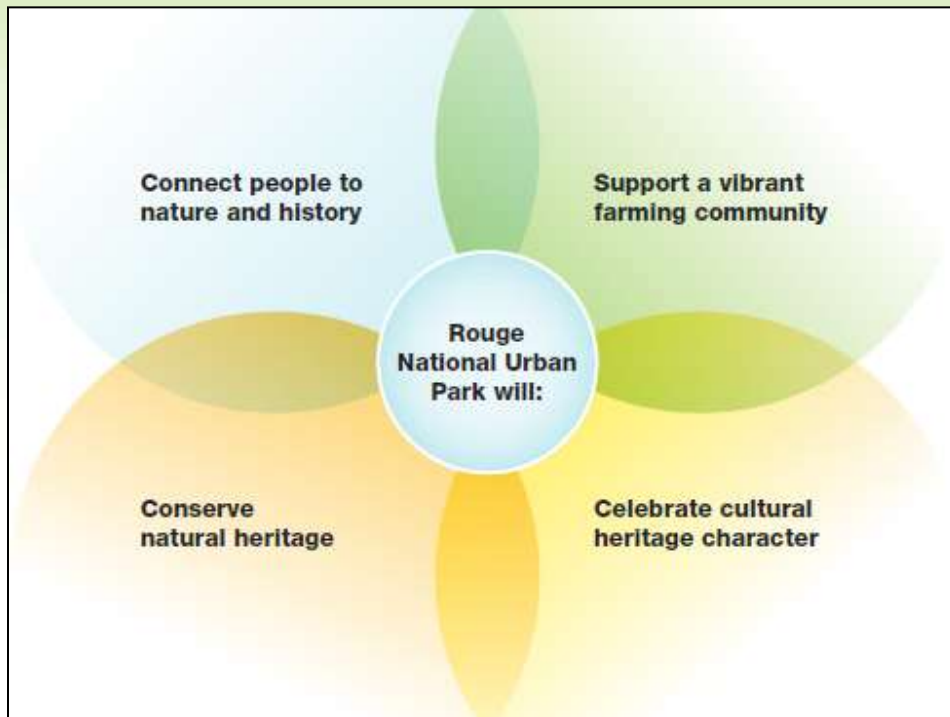 Connect people to
nature and history
Support a vibrant
farming community
Rouge
National Urban
Park will:
Conserve
natural heritage
Celebrate cultural
heritage character